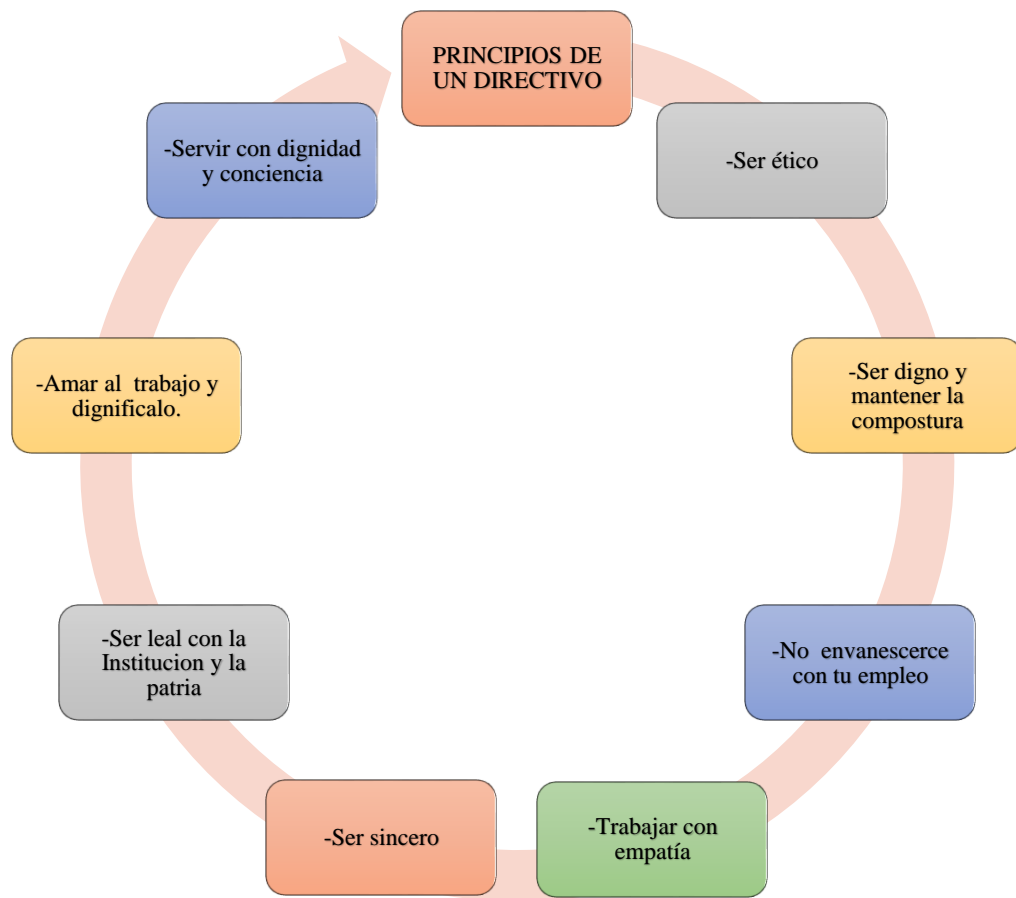 PRINCIPIOS DE
UN DIRECTIVO
-Ser ético
-Ser digno y
mantener la
compostura
-No envanescerce
con tu empleo
-Trabajar con
empatía
-Ser sincero
-Ser leal con la
Institucion y la
patria
-Amar al trabajo y
dignificalo.
-Servir con dignidad
y conciencia